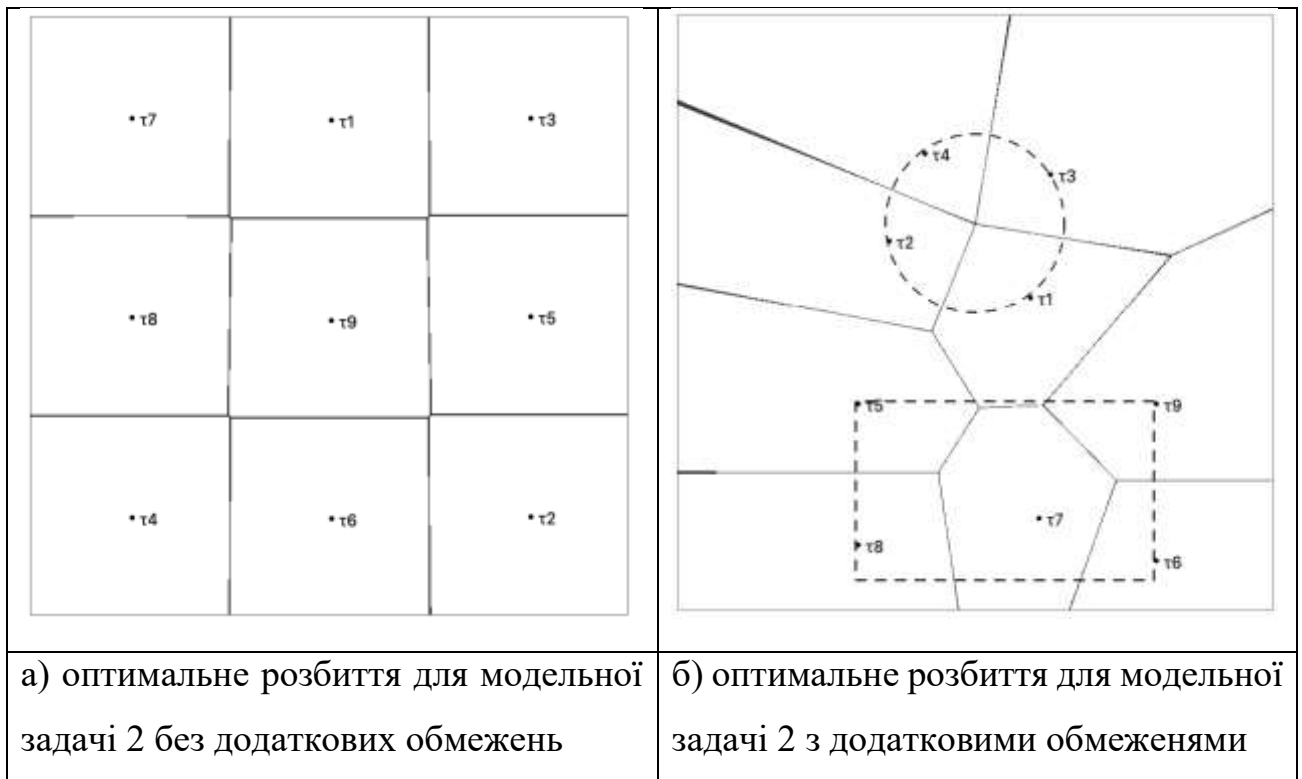 τ7 τ1 τ3
τ8 τ9 τ5
τ4 τ6 τ2
τ4
τ3
τ2
τ1
τ5 τ9
τ7
τ8
τ6
а) оптимальне розбиття для модельної
задачі 2 без додаткових обмежень
б) оптимальне розбиття для модельної
задачі 2 з додатковими обмеженями